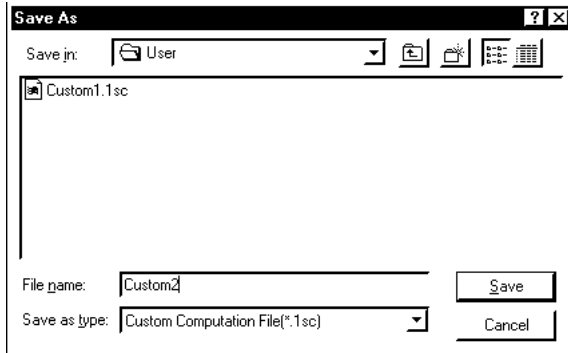 Save As
Save in: User
Custom1.1sc
File name: Custom2
Save
Save as type: Custom Computation File(*.1sc)
Cancel